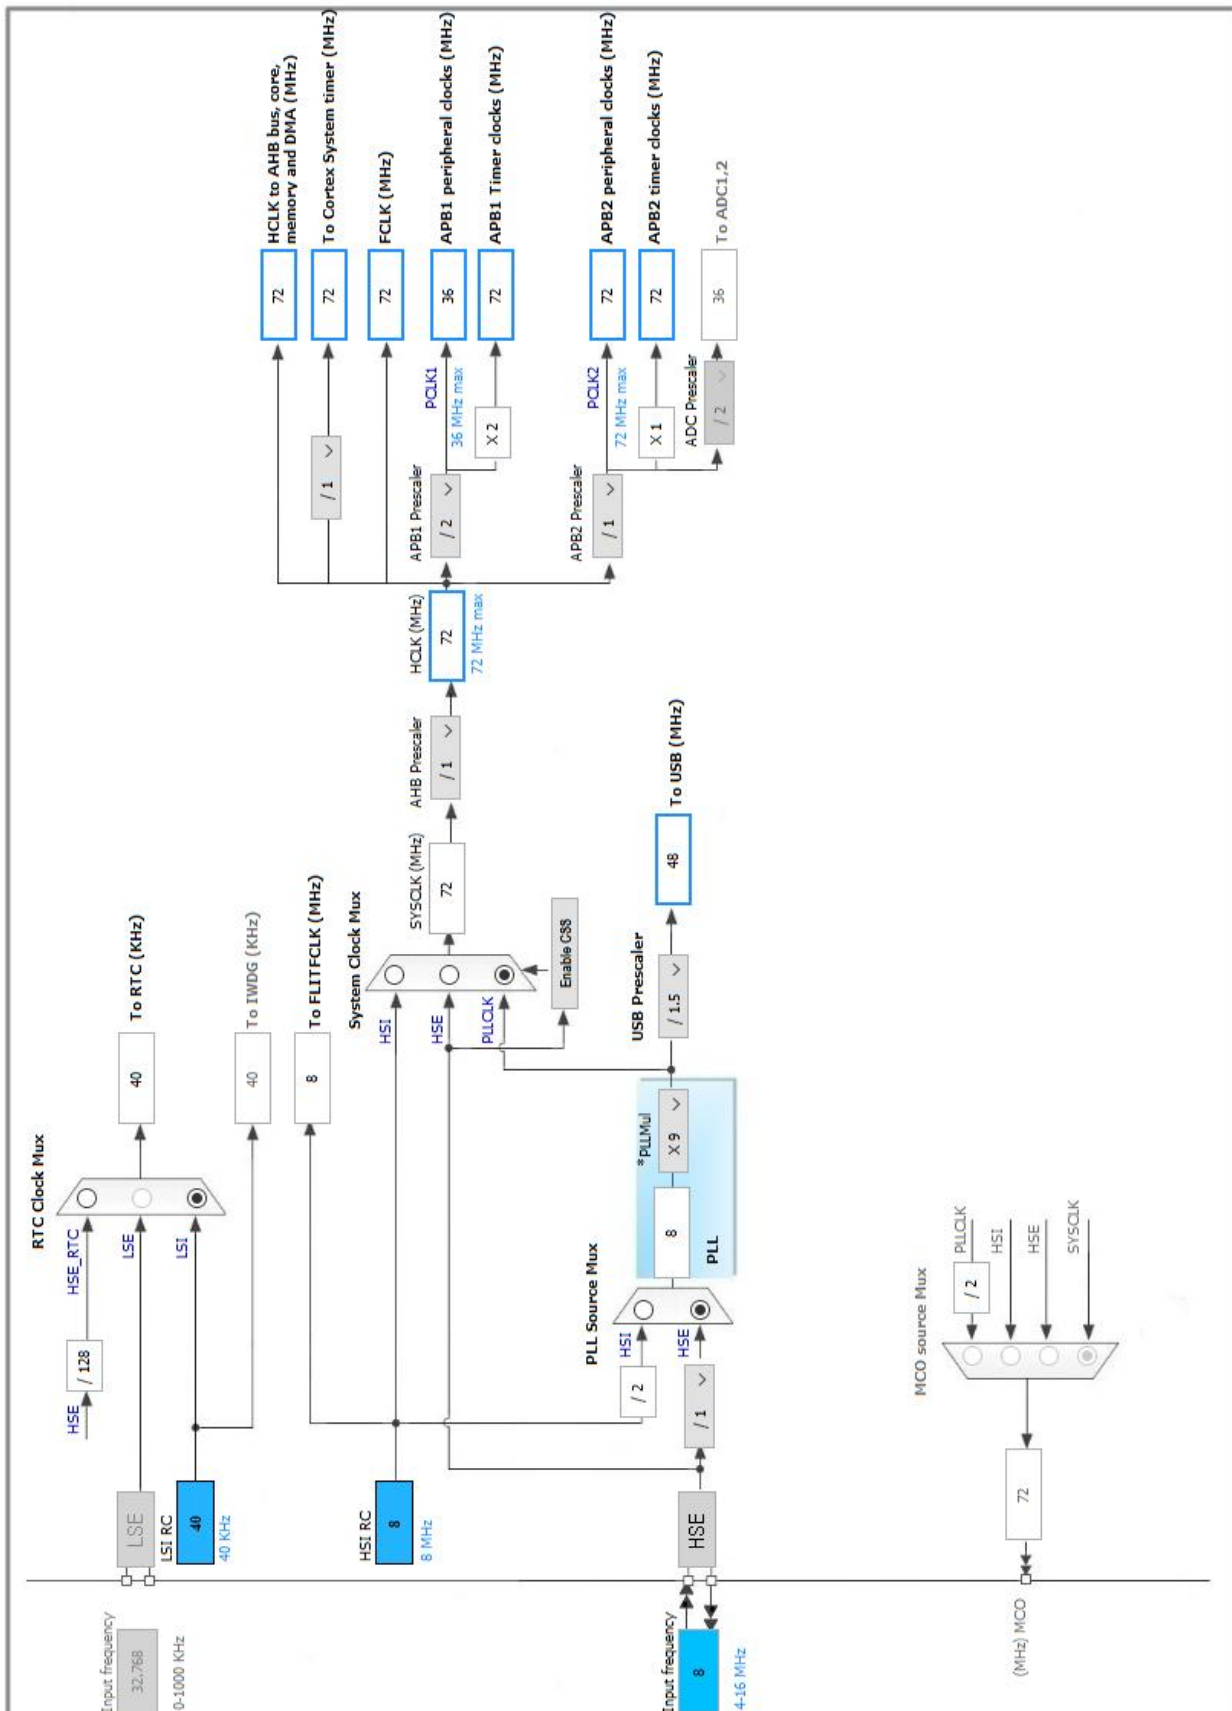 RTC Clock Mux
HSE
/ 128
HSE_RTC
LSE
LSI
40
To RTC (KHz)
40
To IWDG (KHz)
8
To FLITFCLK (MHz)
Input frequency
32.768
0-1000 KHz
LSE
LSI RC
40
40 KHz
HSI RC
8
8 MHz
System Clock Mux
HSI
HSE
PLLCLK
Enable CSS
SYSCLK (MHz)
72
AHB Prescaler
/ 1
HCLK (MHz)
72
72 MHz max
72
HCLK to AHB bus, core,
memory and DMA (MHz)
/ 1
72
To Cortex System timer (MHz)
72
FCLK (MHz)
APB1 Prescaler
/ 2
PCLK1
36 MHz max
36
APB1 peripheral clocks (MHz)
X 2
72
APB1 Timer clocks (MHz)
APB2 Prescaler
/ 1
PCLK2
72 MHz max
72
APB2 peripheral clocks (MHz)
X 1
72
APB2 timer clocks (MHz)
ADC Prescaler
/ 2
36
To ADC1,2
PLL Source Mux
/ 2
HSI
HSE
/ 1
Input frequency
8
4-16 MHz
HSE
8
*PLLMul
X 9
PLL
USB Prescaler
/ 1.5
48
To USB (MHz)
MCO source Mux
/ 2
PLLCLK
HSI
HSE
SYSCLK
72
(MHz) MCO